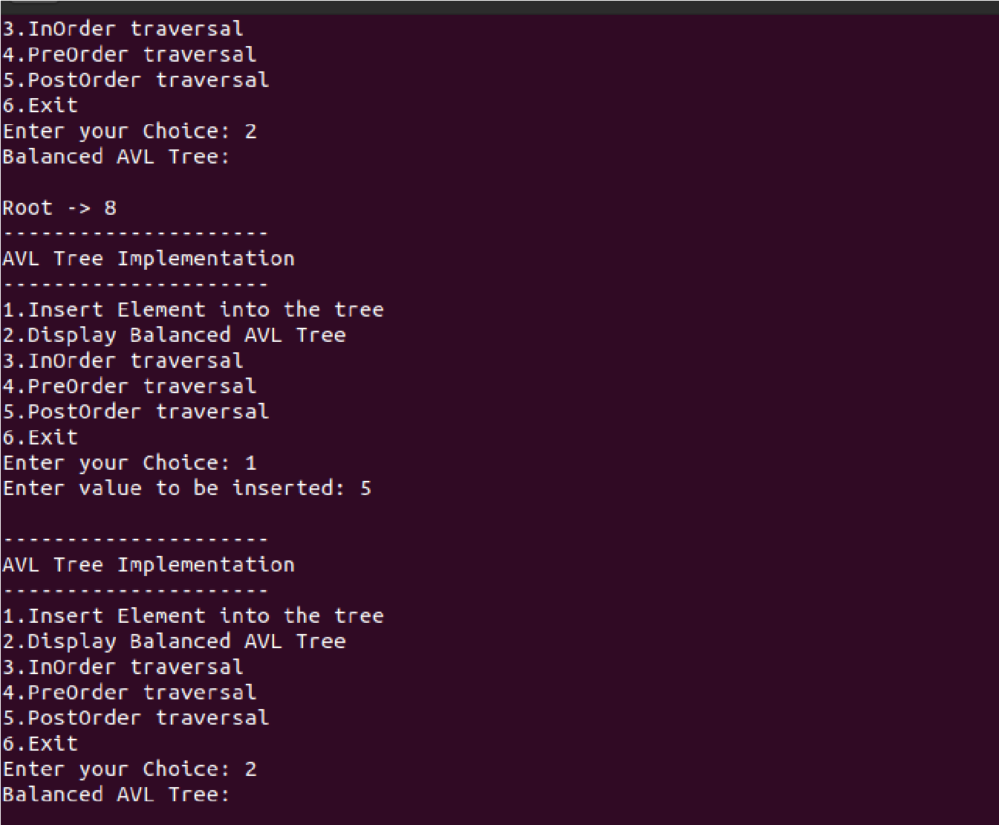 3.InOrder traversal
4.PreOrder traversal
5.PostOrder traversal
6.Exit
Enter your Choice: 2
Balanced AVL Tree:
Root -> 8
---------------------
AVL Tree Implementation
---------------------
1.Insert Element into the tree
2.Display Balanced AVL Tree
3.InOrder traversal
4.PreOrder traversal
5.PostOrder traversal
6.Exit
Enter your Choice: 1
Enter value to be inserted: 5
---------------------
AVL Tree Implementation
---------------------
1.Insert Element into the tree
2.Display Balanced AVL Tree
3.InOrder traversal
4.PreOrder traversal
5.PostOrder traversal
6.Exit
Enter your Choice: 2
Balanced AVL Tree: